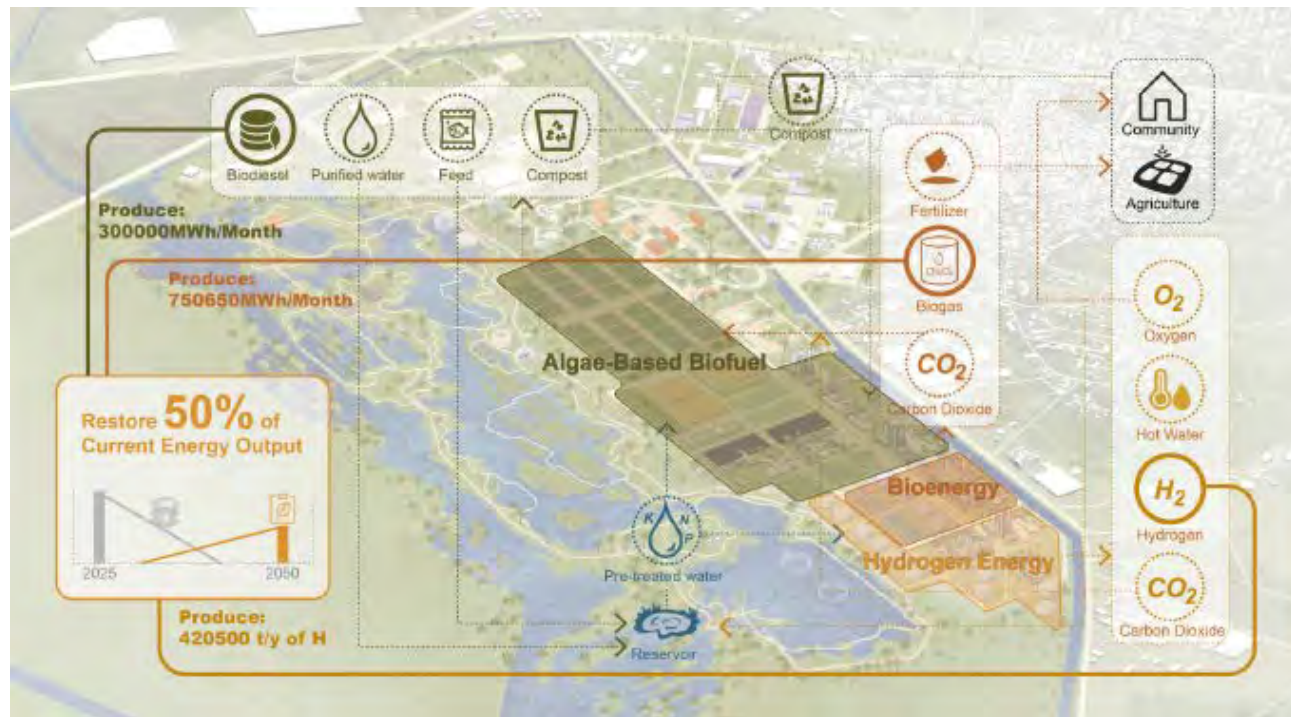 Compost
Community
Agriculture
Biodiesel
Purified water
Feed
Compost
Fertilizer
Produce:
300000MWh/Month
Produce:
750650MWh/Month
Biogas
O2
Oxygen
Algae-Based Biofuel
CO2
Carbon Dioxide
Hot Water
Restore 50% of
Current Energy Output
2025
2050
Bioenergy
H2
Hydrogen
K N P
Pre-treated water
Hydrogen Energy
CO2
Carbon Dioxide
Produce:
420500 t/y of H
Reservoir